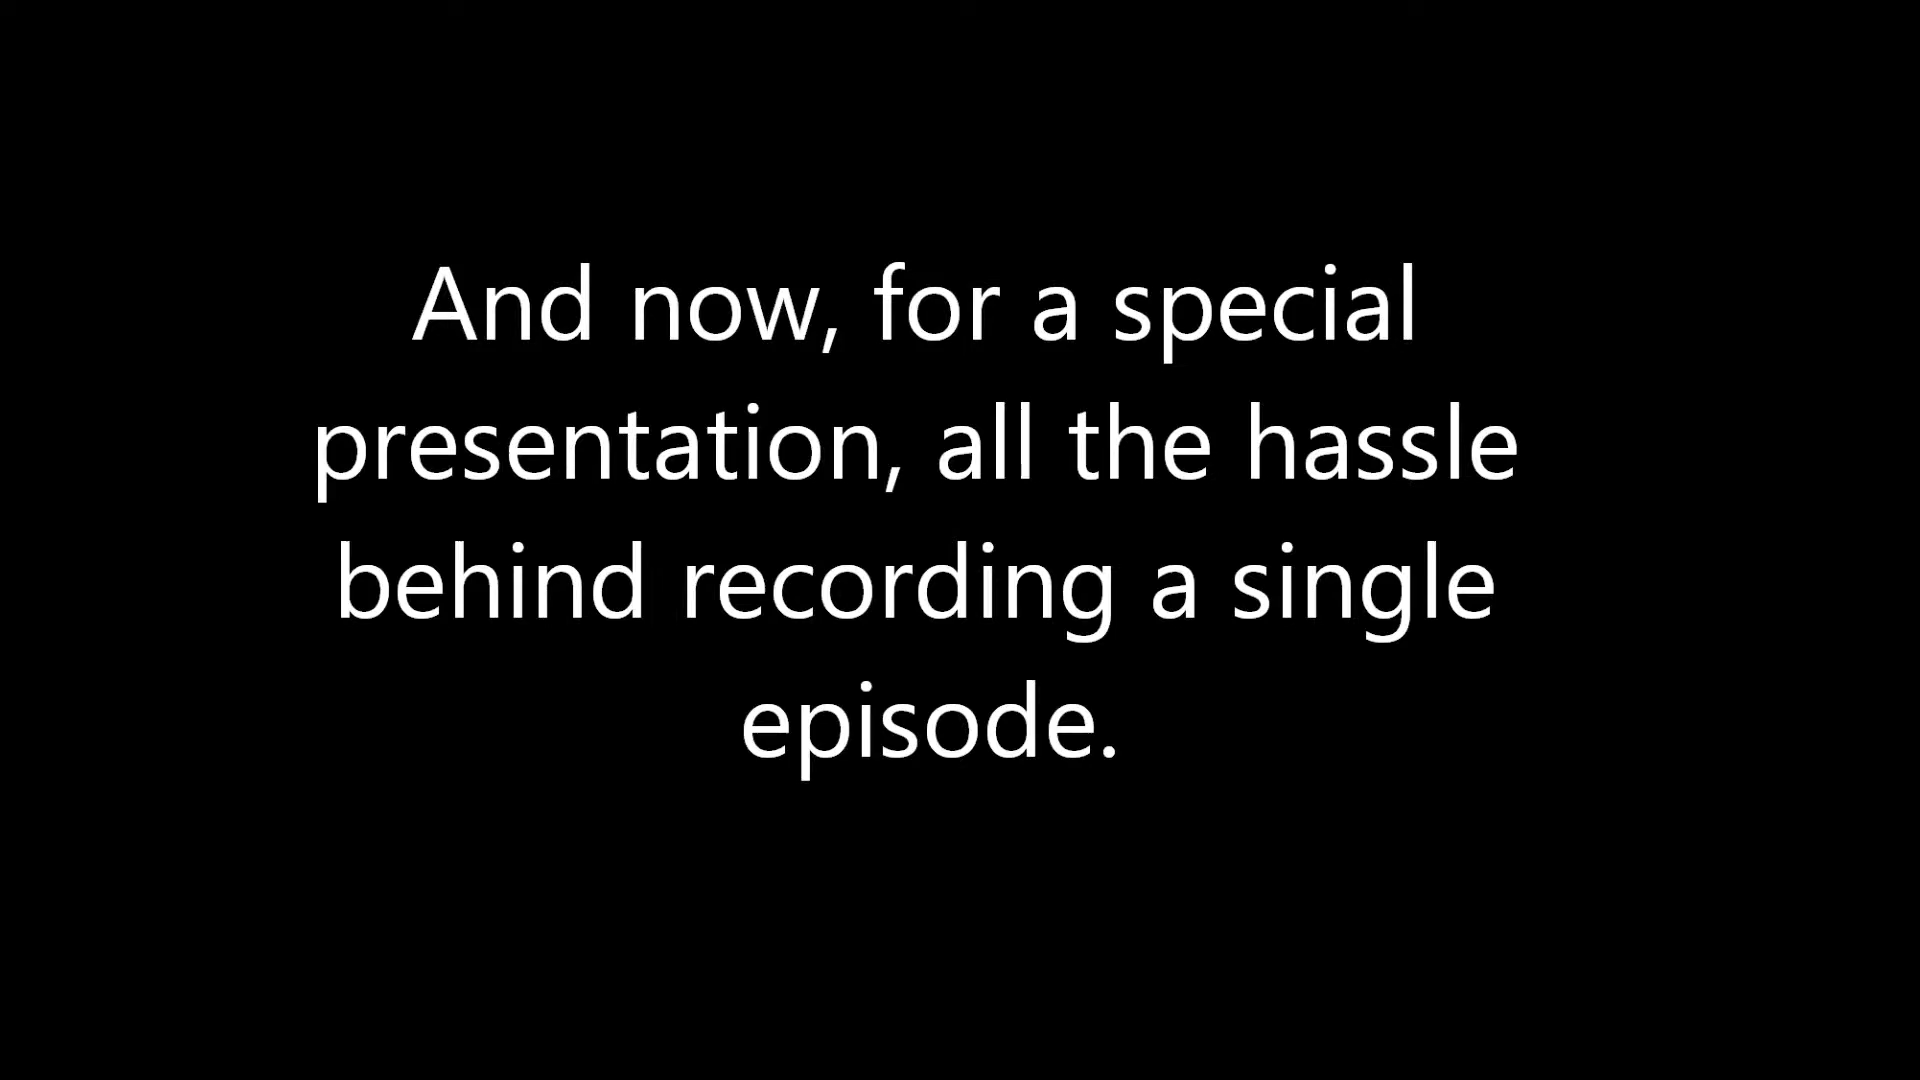 And now, for a special
presentation, all the hassle
behind recording a single
episode.